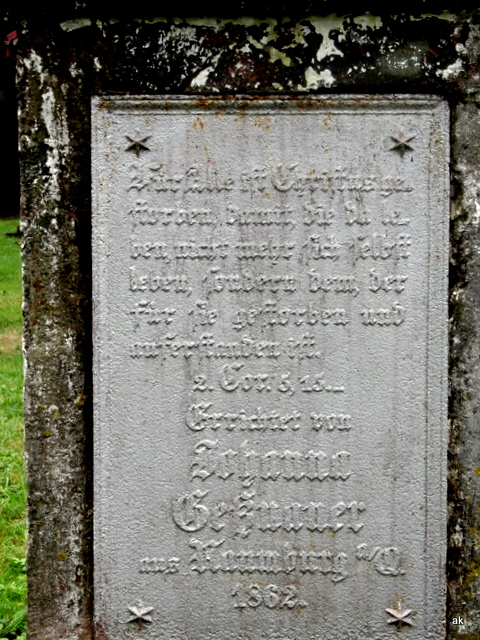 Für Alle ist Christus ge-
storben, damit, die da le-
ben, nicht mehr sich selbst
leben, sondern dem, der
für sie gestorben und
auferstanden ist.
2. Cor. 5, 15.
Errichtet von
Johanna
Geßnauer
aus Naumburg a/Q.
1862.
ak